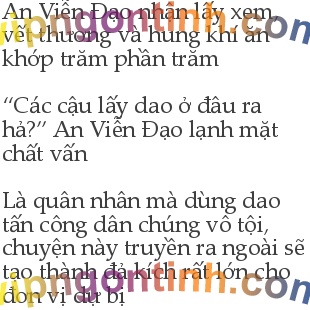 An Viễn Đạo nhận lấy xem,
vết thương và hung khí ăn
khớp trăm phần trăm
“Các cậu lấy dao ở đâu ra
hả?” An Viễn Đạo lạnh mặt
chất vấn
Là quân nhân mà dùng dao
tấn công dân chúng vô tội,
chuyện này truyền ra ngoài sẽ
tạo thành đả kích rất lớn cho
đơn vị dự bị
vipngontinh.com
vipngontinh.com